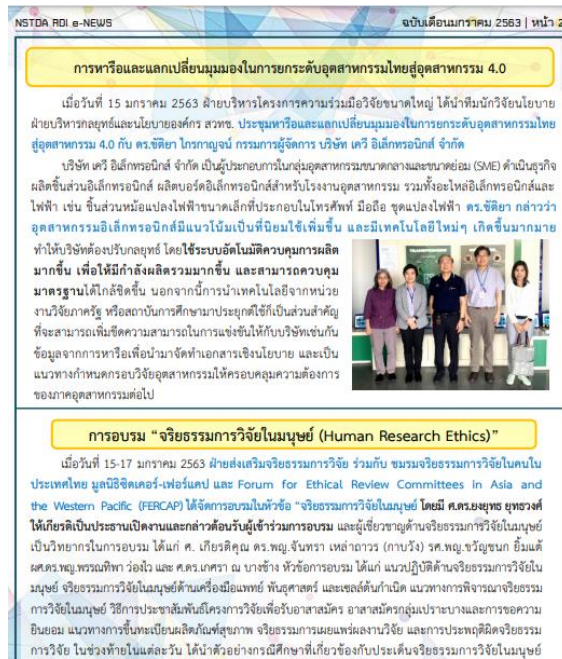 NSTDA RDI e-NEWS
ฉบับเดือนมกราคม 2563 | หน้า 2
การหารือและแลกเปลี่ยนมุมมองในการยกระดับอุตสาหกรรมไทยสู่อุตสาหกรรม 4.0
เมื่อวันที่ 15 มกราคม 2563 ฝ่ายบริหารโครงการความร่วมมือวิจัยขนาดใหญ่ ได้นำทีมนักวิจัยนโยบาย
ฝ่ายบริหารกลยุทธ์และนโยบายองค์กร สวทช. ประชุมหารือและแลกเปลี่ยนมุมมองในการยกระดับอุตสาหกรรมไทย
สู่อุตสาหกรรม 4.0 กับ ดร.ชัยยา ไกรกาญจน์ กรรมการผู้จัดการ บริษัท เควี อิเล็กทรอนิกส์ จำกัด
บริษัท เควี อิเล็กทรอนิกส์ จำกัด เป็นผู้ประกอบการในกลุ่มอุตสาหกรรมขนาดกลางและขนาดย่อม (SME) ดำเนินธุรกิจ
ผลิตชิ้นส่วนอิเล็กทรอนิกส์ ผลิตบอร์ดอิเล็กทรอนิกส์สำหรับโรงงานอุตสาหกรรม รวมทั้งอะไหล่อิเล็กทรอนิกส์และ
ไฟฟ้า เช่น ชิ้นส่วนหม้อแปลงไฟฟ้าขนาดเล็กที่ประกอบในโทรศัพท์ มือถือ ชุดแปลงไฟฟ้า ดร.ชัยยา กล่าวว่า
อุตสาหกรรมอิเล็กทรอนิกส์มีแนวโน้มเป็นที่นิยมใช้เพิ่มขึ้น และมีเทคโนโลยีใหม่ๆ เกิดขึ้นมากมาย
ทำให้บริษัทต้องปรับกลยุทธ์ โดยใช้ระบบอัตโนมัติควบคุมการผลิต
มากขึ้น เพื่อให้มีกำลังผลิตรวมมากขึ้น และสามารถควบคุม
มาตรฐานได้ใกล้ชิดขึ้น นอกจากนี้การนำเทคโนโลยีจากหน่วย
งานวิจัยภาครัฐ หรือสถาบันการศึกษามาประยุกต์ใช้ก็เป็นส่วนสำคัญ
ที่จะสามารถเพิ่มขีดความสามารถในการแข่งขันให้กับบริษัทเช่นกัน
ข้อมูลจากการหารือเพื่อนำมาจัดทำเอกสารเชิงนโยบาย และเป็น
แนวทางกำหนดกรอบวิจัยอุตสาหกรรมให้ครอบคลุมความต้องการ
ของภาคอุตสาหกรรมต่อไป
การอบรม “จริยธรรมการวิจัยในมนุษย์ (Human Research Ethics)”
เมื่อวันที่ 15-17 มกราคม 2563 ฝ่ายส่งเสริมจริยธรรมการวิจัย ร่วมกับ ชมรมจริยธรรมการวิจัยในคนใน
ประเทศไทย มูลนิธิซิดเคอร์-เฟอร์แคป และ Forum for Ethical Review Committees in Asia and
the Western Pacific (FERCAP) ได้จัดการอบรมในหัวข้อ “จริยธรรมการวิจัยในมนุษย์ โดยมี ศ.ดร.ยงยุทธ ยุทธวงศ์
ให้เกียรติเป็นประธานเปิดงานและกล่าวต้อนรับผู้เข้าร่วมการอบรม และผู้เชี่ยวชาญด้านจริยธรรมการวิจัยในมนุษย์
เป็นวิทยากรในการอบรม ได้แก่ ศ. เกียรติคุณ ดร.พญ.จันทรา เหล่าถาวร (กาบวัง) รศ.พญ.ขวัญชนก ยิ้มแต้
ผศ.ดร.พญ.พรรณทิพา ว่องไว และ ศ.ดร.เกศรา ณ บางช้าง หัวข้อการอบรม ได้แก่ แนวปฏิบัติด้านจริยธรรมการวิจัยใน
มนุษย์ จริยธรรมการวิจัยในมนุษย์ด้านเครื่องมือแพทย์ พันธุศาสตร์ และเซลล์ต้นกำเนิด แนวทางการพิจารณาจริยธรรม
การวิจัยในมนุษย์ วิธีการประชาสัมพันธ์โครงการวิจัยเพื่อรับอาสาสมัคร อาสาสมัครกลุ่มเปราะบางและการขอความ
ยินยอม แนวทางการขึ้นทะเบียนผลิตภัณฑ์สุขภาพ จริยธรรมการเผยแพร่ผลงานวิจัย และการประพฤติผิดจริยธรรม
การวิจัย ในช่วงท้ายในแต่ละวัน ได้นำตัวอย่างกรณีศึกษาที่เกี่ยวข้องกับประเด็นจริยธรรมการวิจัยในมนุษย์